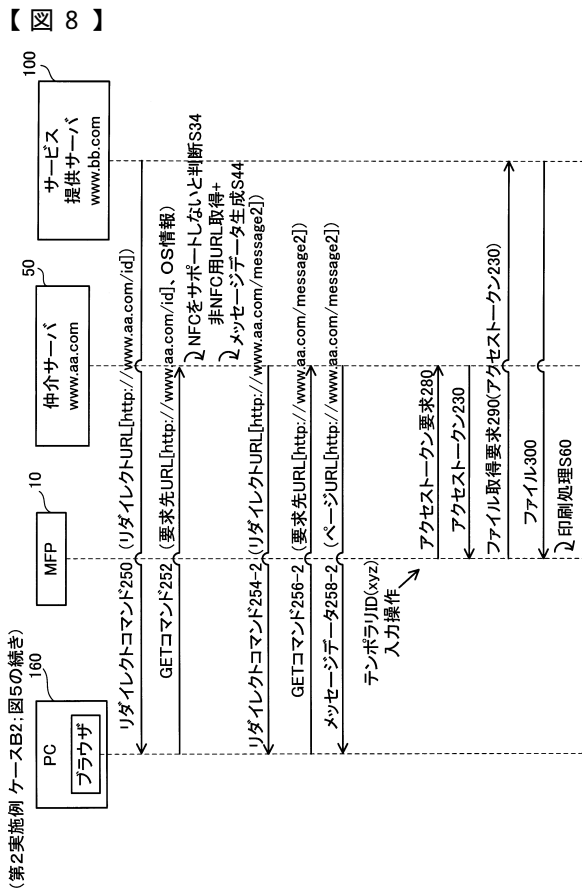 【図８】
(第2実施例 ケースB2;図5の続き)
160
PC
ブラウザ
10
MFP
50
仲介サーバ
www.aa.com
100
サービス
提供サーバ
www.bb.com
リダイレクトコマンド250 (リダイレクトURL[http://www.aa.com/id])
GETコマンド252 (要求先URL[http://www.aa.com/id]、OS情報)
NFCをサポートしないと判断S34
非NFC用URL取得+
メッセージデータ生成S44
リダイレクトコマンド254-2 (リダイレクトURL[http://www.aa.com/message2])
GETコマンド256-2 (要求先URL[http://www.aa.com/message2])
メッセージデータ258-2 (ページURL[http://www.aa.com/message2])
テンポラリID(xyz)
入力操作
アクセストークン要求280
アクセストークン230
ファイル取得要求290(アクセストークン230)
ファイル300
印刷処理S60